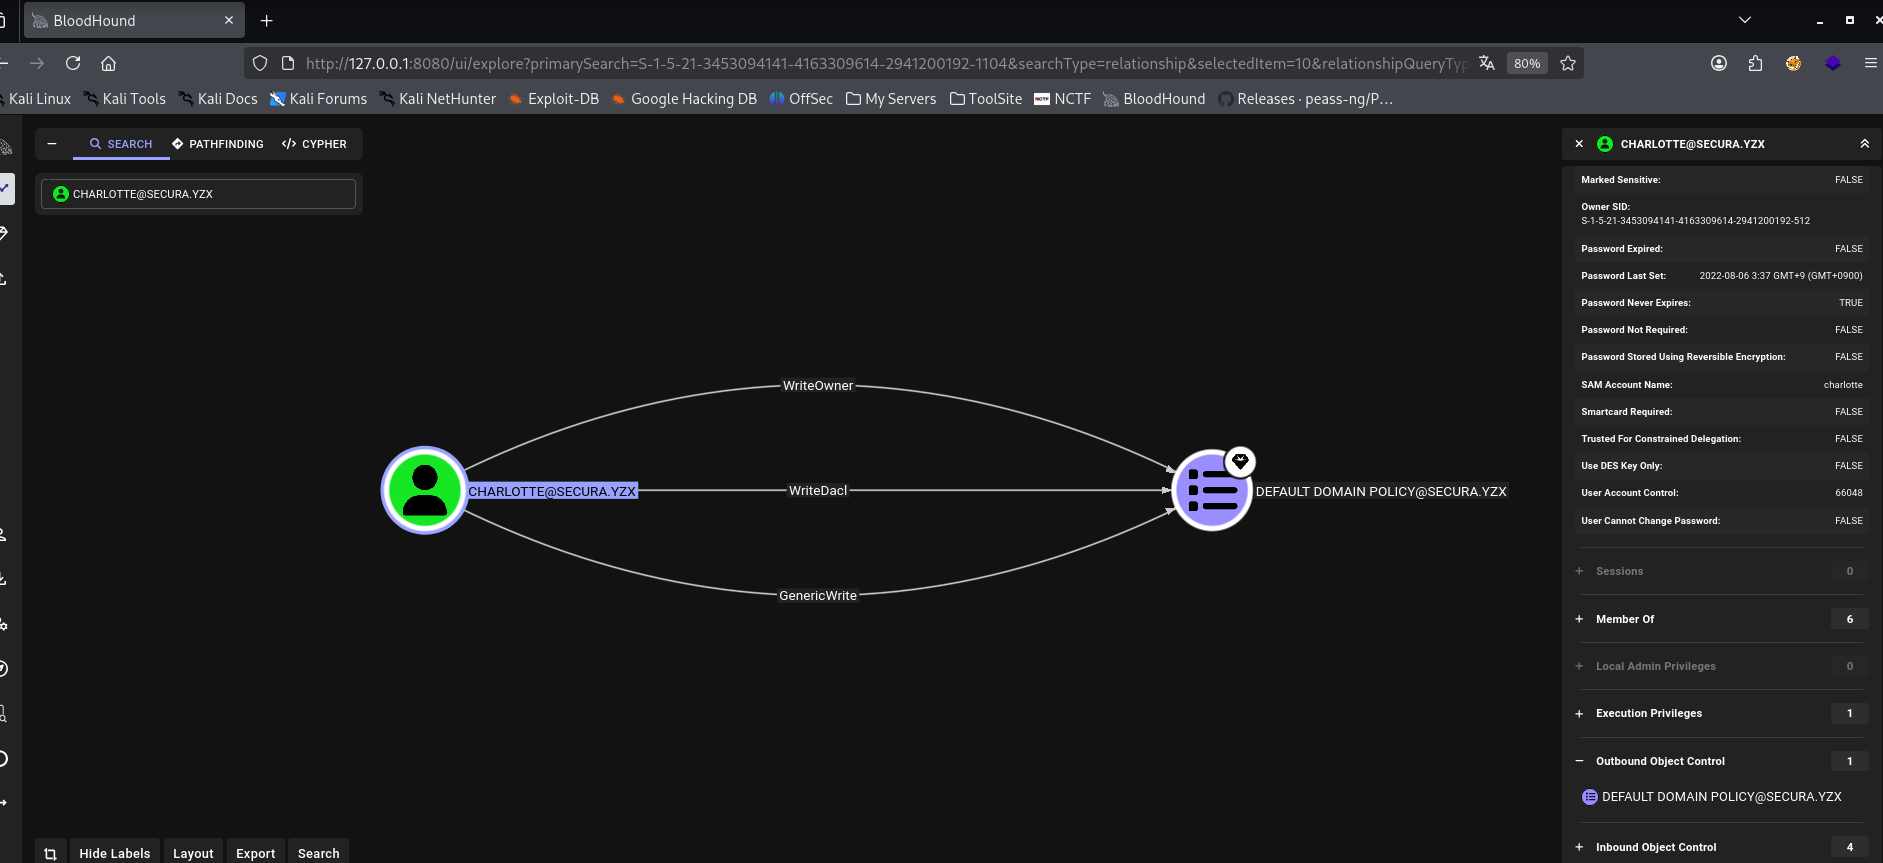 BloodHound
http://127.0.0.1:8080/ui/explore?primarySearch=S-1-5-21-3453094141-4163309614-2941200192-1104&searchType=relationship&selectedItem=10&relationshipQueryTyp
80%
Kali Linux Kali Tools Kali Docs Kali Forums Kali NetHunter Exploit-DB Google Hacking DB OffSec My Servers ToolSite NCTF BloodHound Releases · peass-ng/P…
SEARCH PATHFINDING CYPHER
CHARLOTTE@SECURA.YZX
WriteOwner
CHARLOTTE@SECURA.YZX
WriteDacl
DEFAULT DOMAIN POLICY@SECURA.YZX
GenericWrite
Hide Labels Layout Export Search
CHARLOTTE@SECURA.YZX
Marked Sensitive: FALSE
Owner SID:
S-1-5-21-3453094141-4163309614-2941200192-512
Password Expired: FALSE
Password Last Set: 2022-08-06 3:37 GMT+9 (GMT+0900)
Password Never Expires: TRUE
Password Not Required: FALSE
Password Stored Using Reversible Encryption: FALSE
SAM Account Name: charlotte
Smartcard Required: FALSE
Trusted For Constrained Delegation: FALSE
Use DES Key Only: FALSE
User Account Control: 66048
User Cannot Change Password: FALSE
Sessions 0
Member Of 6
Local Admin Privileges 0
Execution Privileges 1
Outbound Object Control 1
DEFAULT DOMAIN POLICY@SECURA.YZX
Inbound Object Control 4